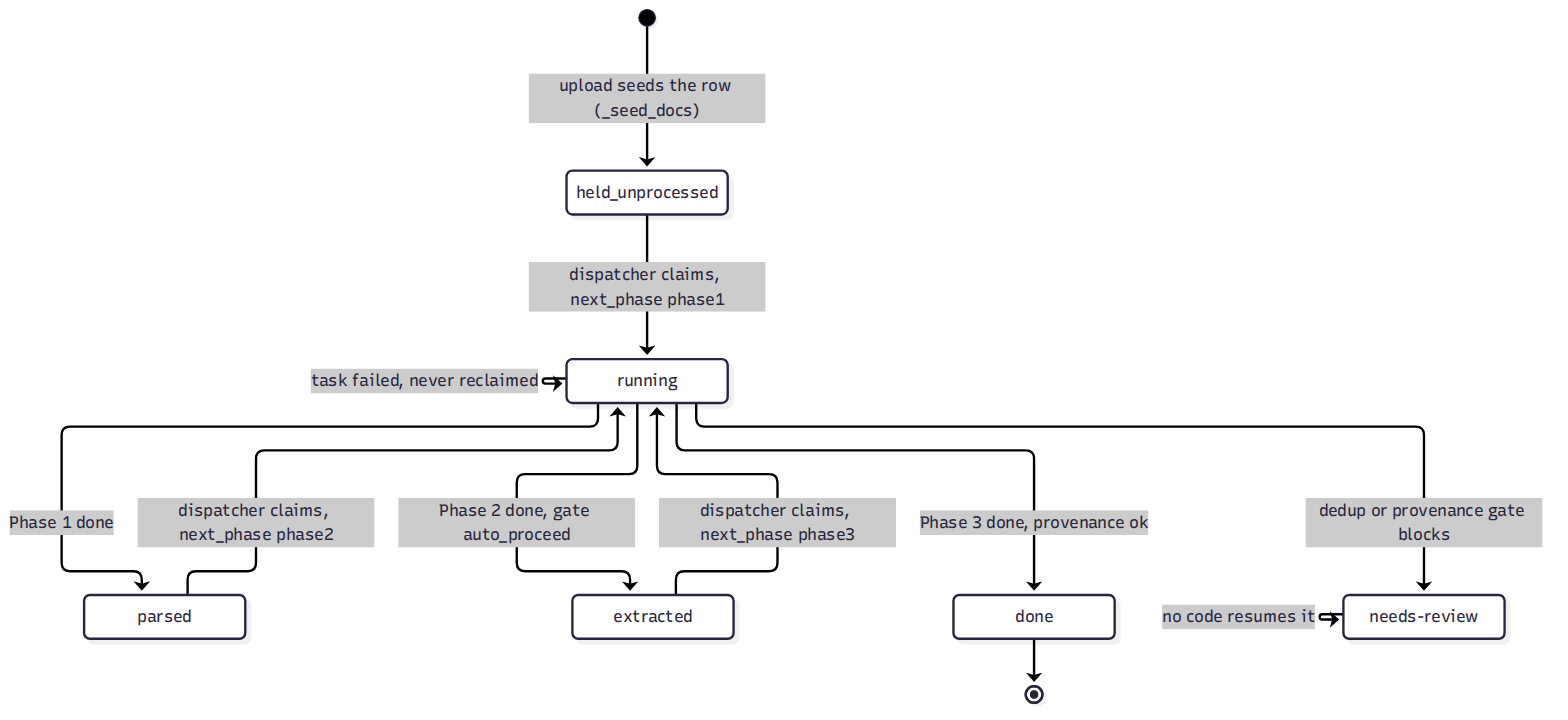 upload seeds the row
(_seed_docs)
held_unprocessed
dispatcher claims,
next_phase phase1
task failed, never reclaimed
running
Phase 1 done
dispatcher claims,
next_phase phase2
Phase 2 done, gate
auto_proceed
dispatcher claims,
next_phase phase3
Phase 3 done, provenance ok
dedup or provenance gate
blocks
parsed
extracted
done
no code resumes it
needs-review